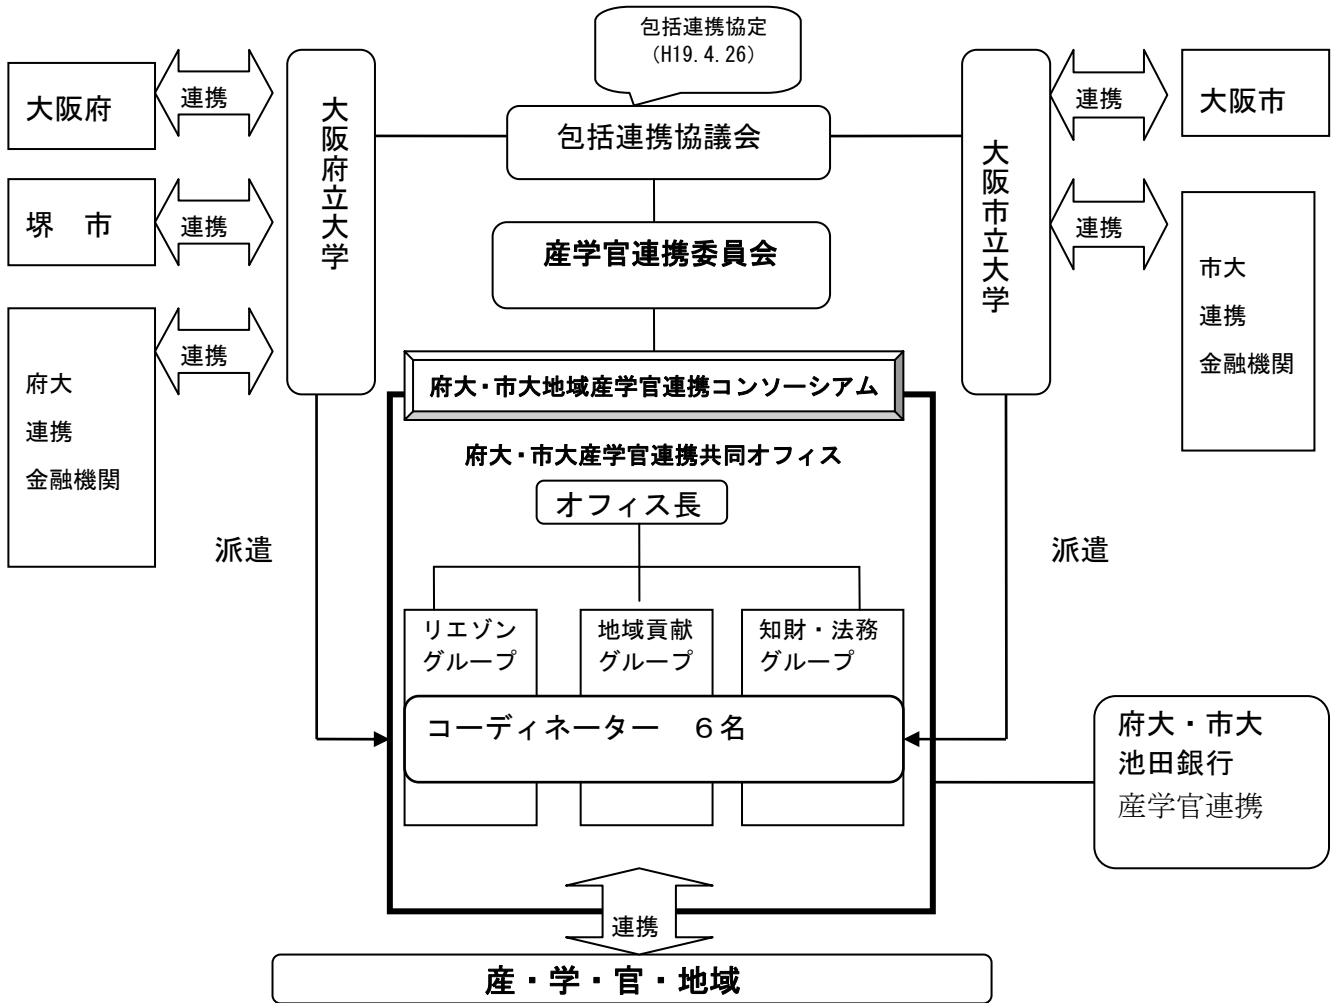 包括連携協定
(H19.4.26)
大阪府
連携
大阪府立大学
包括連携協議会
大阪市立大学
連携
大阪市
堺　市
連携
産学官連携委員会
連携
市大
連携
金融機関
府大
連携
金融機関
連携
府大・市大地域産学官連携コンソーシアム
府大・市大産学官連携共同オフィス
オフィス長
派遣
派遣
リエゾン
グループ
地域貢献
グループ
知財・法務
グループ
コーディネーター　６名
府大・市大
池田銀行
産学官連携
連携
産・学・官・地域